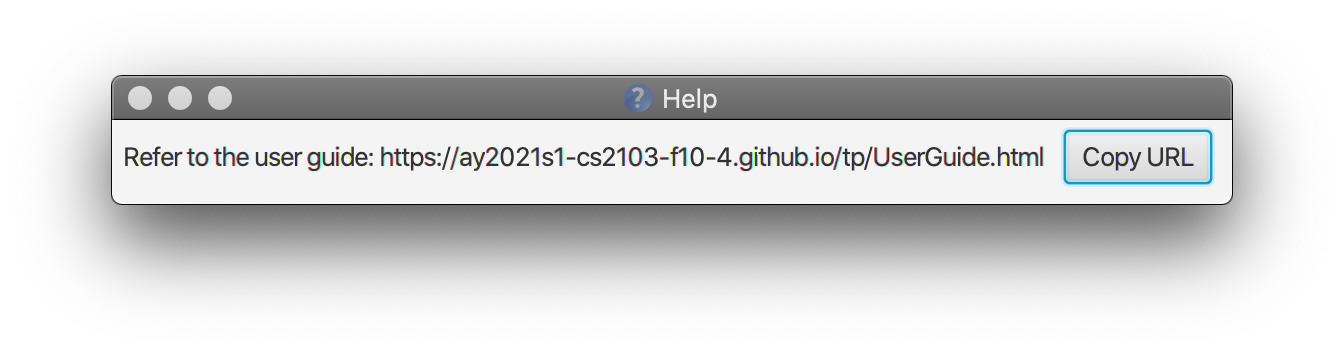 Help
Refer to the user guide: https://ay2021s1-cs2103-f10-4.github.io/tp/UserGuide.html Copy URL